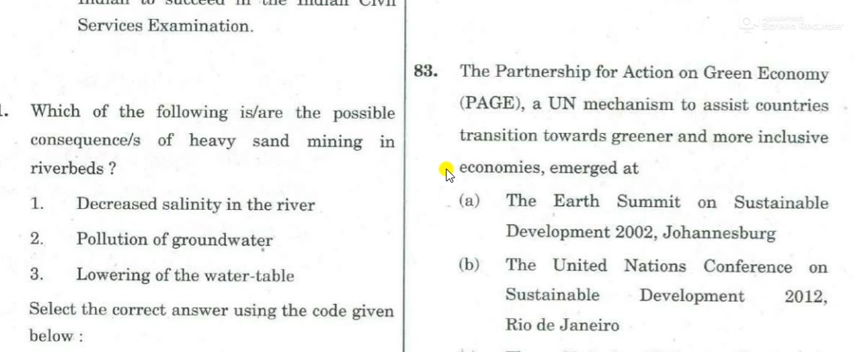 Services Examination.
Which of the following is/are the possible
consequence/s of heavy sand mining in
riverbeds ?
1. Decreased salinity in the river
2. Pollution of groundwater
3. Lowering of the water-table
Select the correct answer using the code given
below :
83. The Partnership for Action on Green Economy
(PAGE), a UN mechanism to assist countries
transition towards greener and more inclusive
economies, emerged at
(a) The Earth Summit on Sustainable
Development 2002, Johannesburg
(b) The United Nations Conference on
Sustainable Development 2012,
Rio de Janeiro